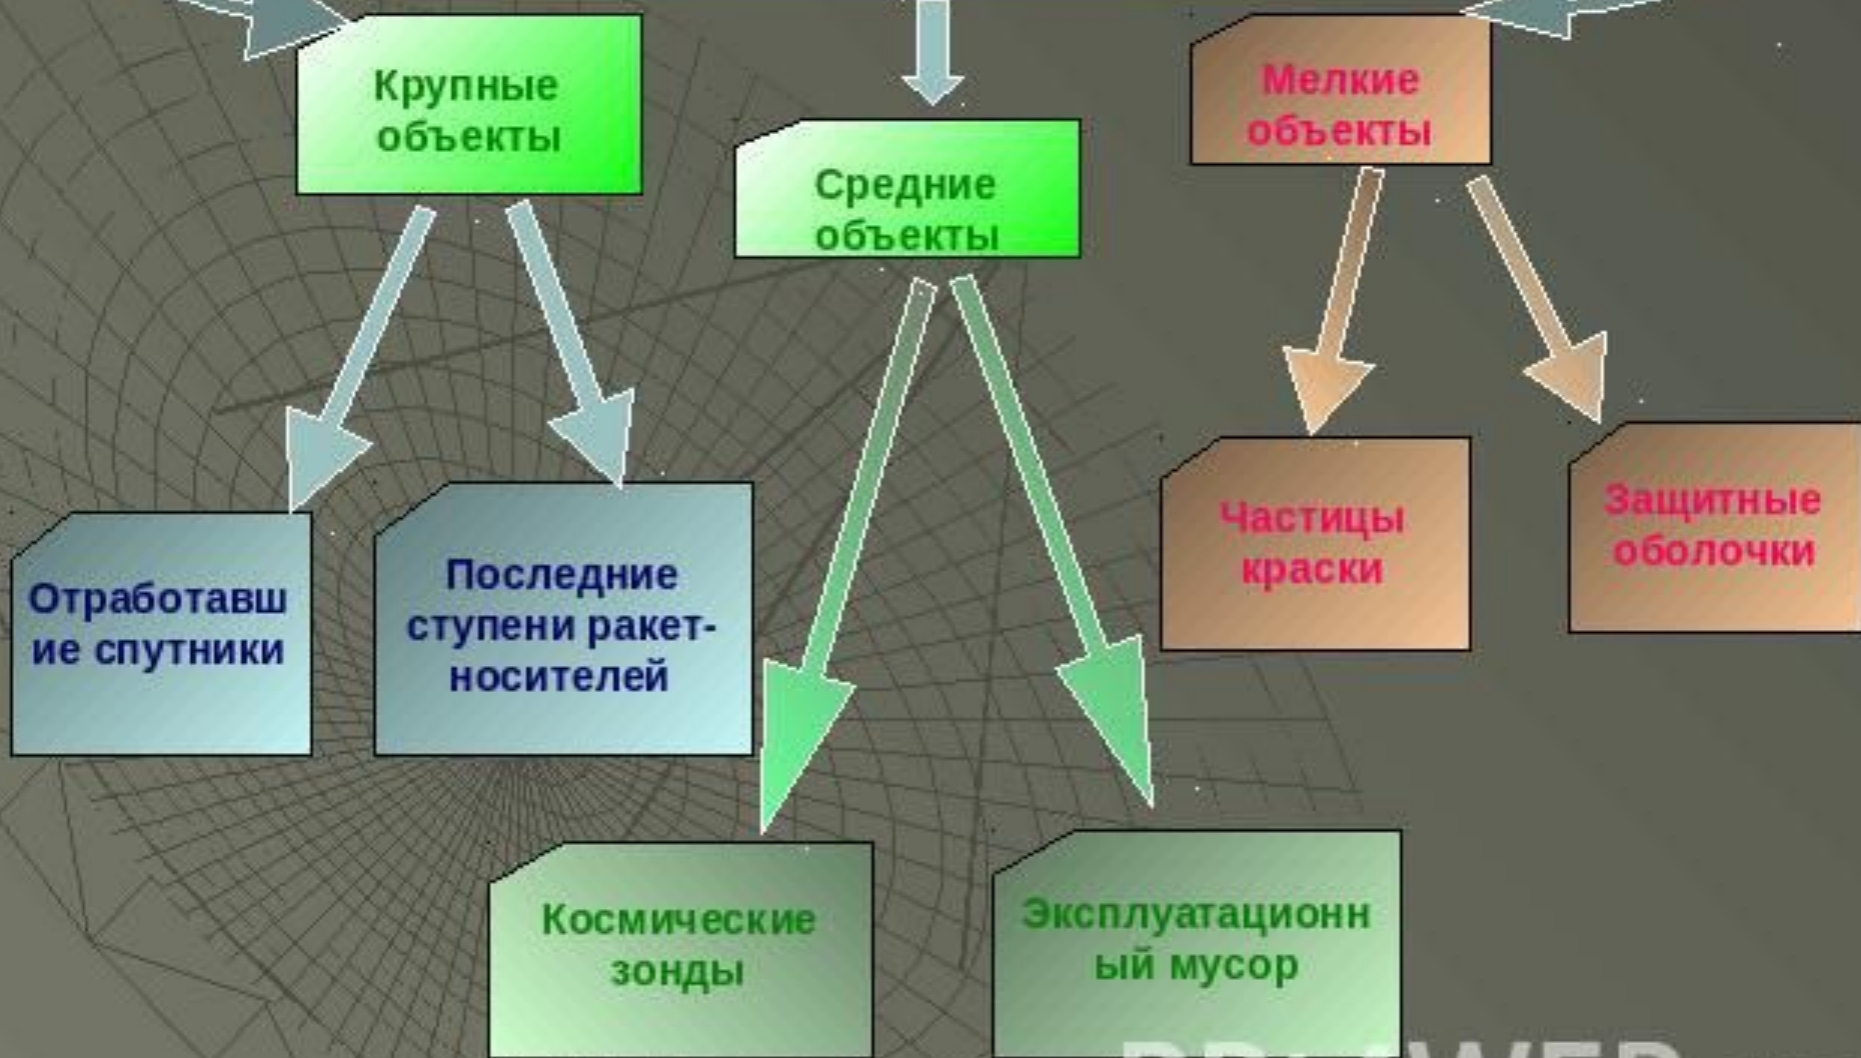 Крупные
объекты
Средние
объекты
Мелкие
объекты
Отработавш
ие спутники
Последние
ступени ракет-
носителей
Космические
зонды
Эксплуатационн
ый мусор
Частицы
краски
Защитные
оболочки